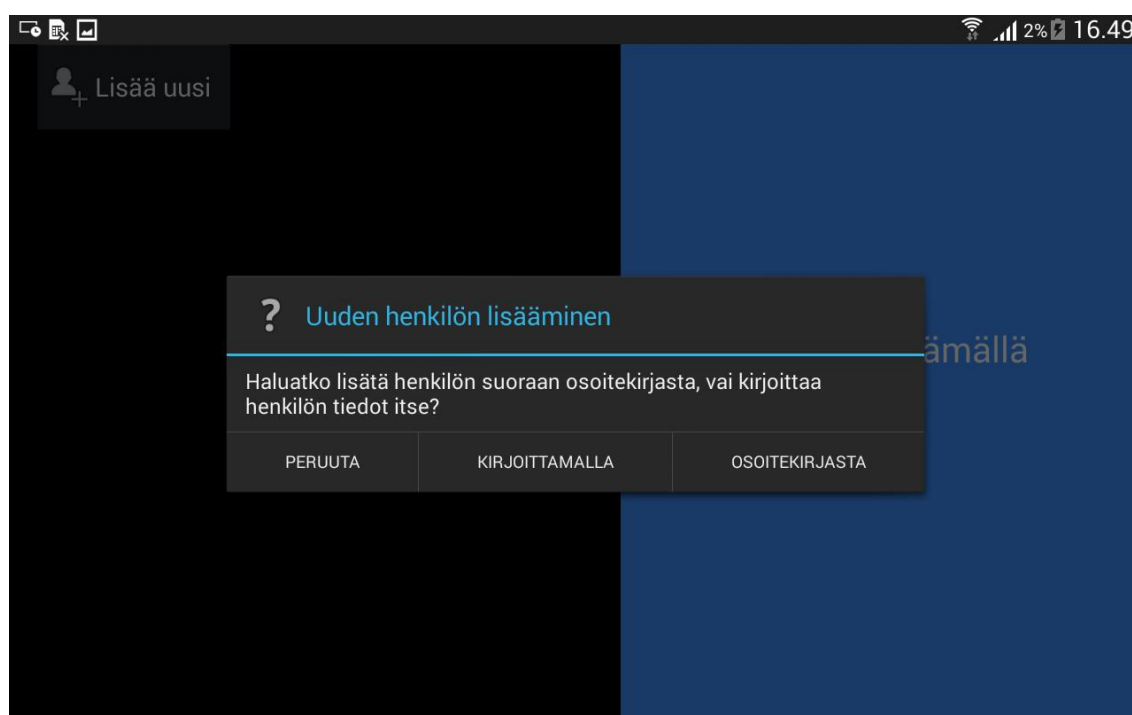 2% 16.49
Lisää uusi
Uuden henkilön lisääminen
ämällä
Haluatko lisätä henkilön suoraan osoitekirjasta, vai kirjoittaa
henkilön tiedot itse?
PERUUTA KIRJOITTAMALLA OSOITEKIRJASTA